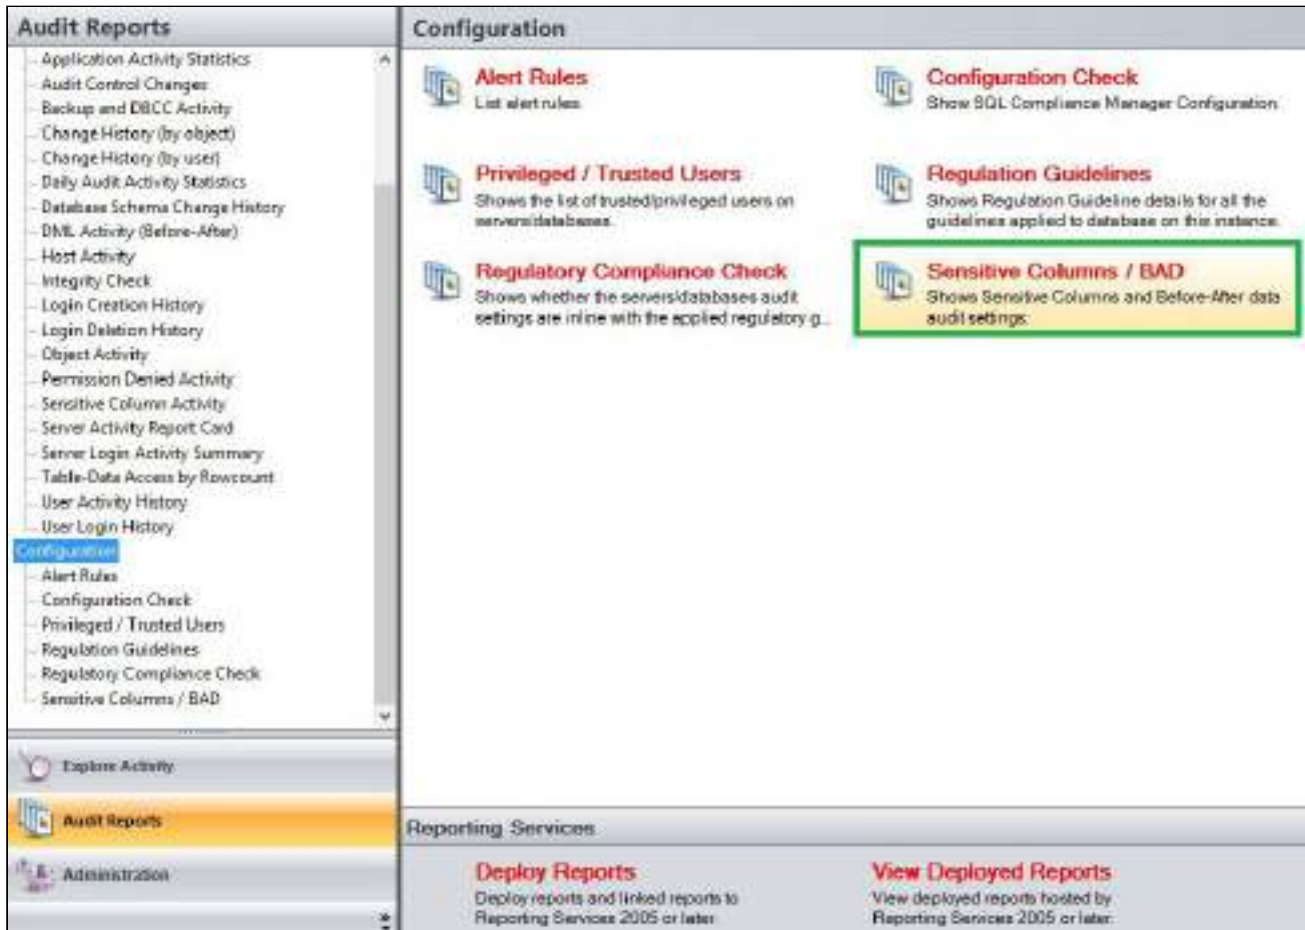 Audit Reports
Application Activity Statistics
Audit Control Changes
Backup and DBCC Activity
Change History (by object)
Change History (by user)
Daily Audit Activity Statistics
Database Schema Change History
DML Activity (Before-After)
Host Activity
Integrity Check
Login Creation History
Login Deletion History
Object Activity
Permission Denied Activity
Sensitive Column Activity
Server Activity Report Card
Server Login Activity Summary
Table-Data Access by Rowcount
User Activity History
User Login History
Configuration
Alert Rules
Configuration Check
Privileged / Trusted Users
Regulation Guidelines
Regulatory Compliance Check
Sensitive Columns / BAD
Explore Activity
Audit Reports
Administration
Configuration
Alert Rules
List alert rules.
Configuration Check
Show SQL Compliance Manager Configuration.
Privileged / Trusted Users
Shows the list of trusted/privileged users on
servers/databases.
Regulation Guidelines
Shows Regulation Guideline details for all the
guidelines applied to database on this instance.
Regulatory Compliance Check
Shows whether the servers/databases audit
settings are inline with the applied regulatory g...
Sensitive Columns / BAD
Shows Sensitive Columns and Before-After data
audit settings.
Reporting Services
Deploy Reports
Deploy reports and linked reports to
Reporting Services 2005 or later.
View Deployed Reports
View deployed reports hosted by
Reporting Services 2005 or later.